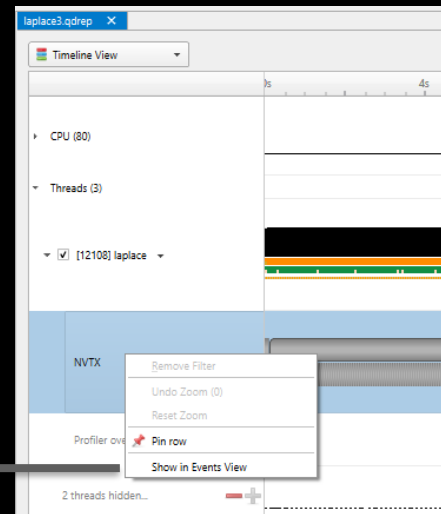 laplace3.qdrep X
Timeline View
0s 4s
CPU (80)
Threads (3)
[12108] laplace
NVTX
Remove Filter
Undo Zoom (0)
Reset Zoom
Profiler ove
Pin row
Show in Events View
2 threads hidden...